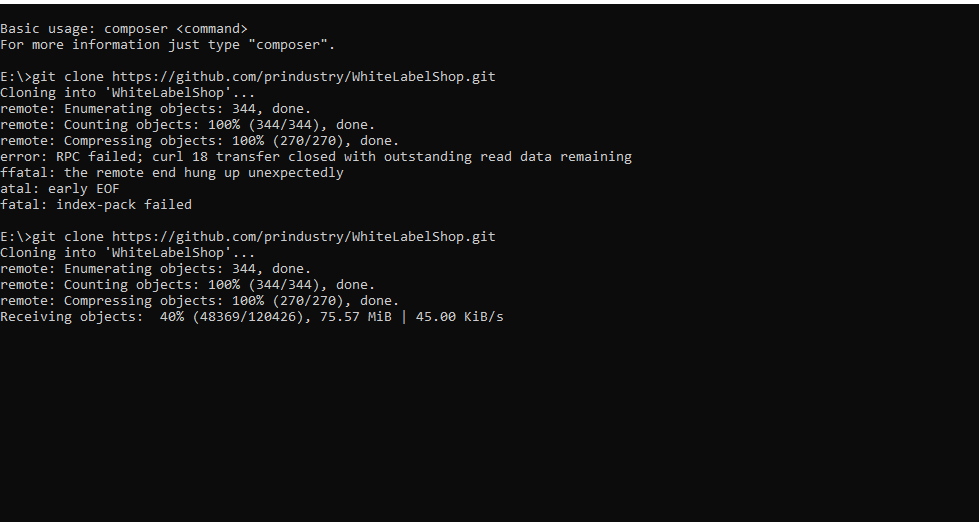 Basic usage: composer <command>
For more information just type "composer".
E:\>git clone https://github.com/prindustry/WhiteLabelShop.git
Cloning into 'WhiteLabelShop'...
remote: Enumerating objects: 344, done.
remote: Counting objects: 100% (344/344), done.
remote: Compressing objects: 100% (270/270), done.
error: RPC failed; curl 18 transfer closed with outstanding read data remaining
ffatal: the remote end hung up unexpectedly
atal: early EOF
fatal: index-pack failed
E:\>git clone https://github.com/prindustry/WhiteLabelShop.git
Cloning into 'WhiteLabelShop'...
remote: Enumerating objects: 344, done.
remote: Counting objects: 100% (344/344), done.
remote: Compressing objects: 100% (270/270), done.
Receiving objects:  40% (48369/120426), 75.57 MiB | 45.00 KiB/s